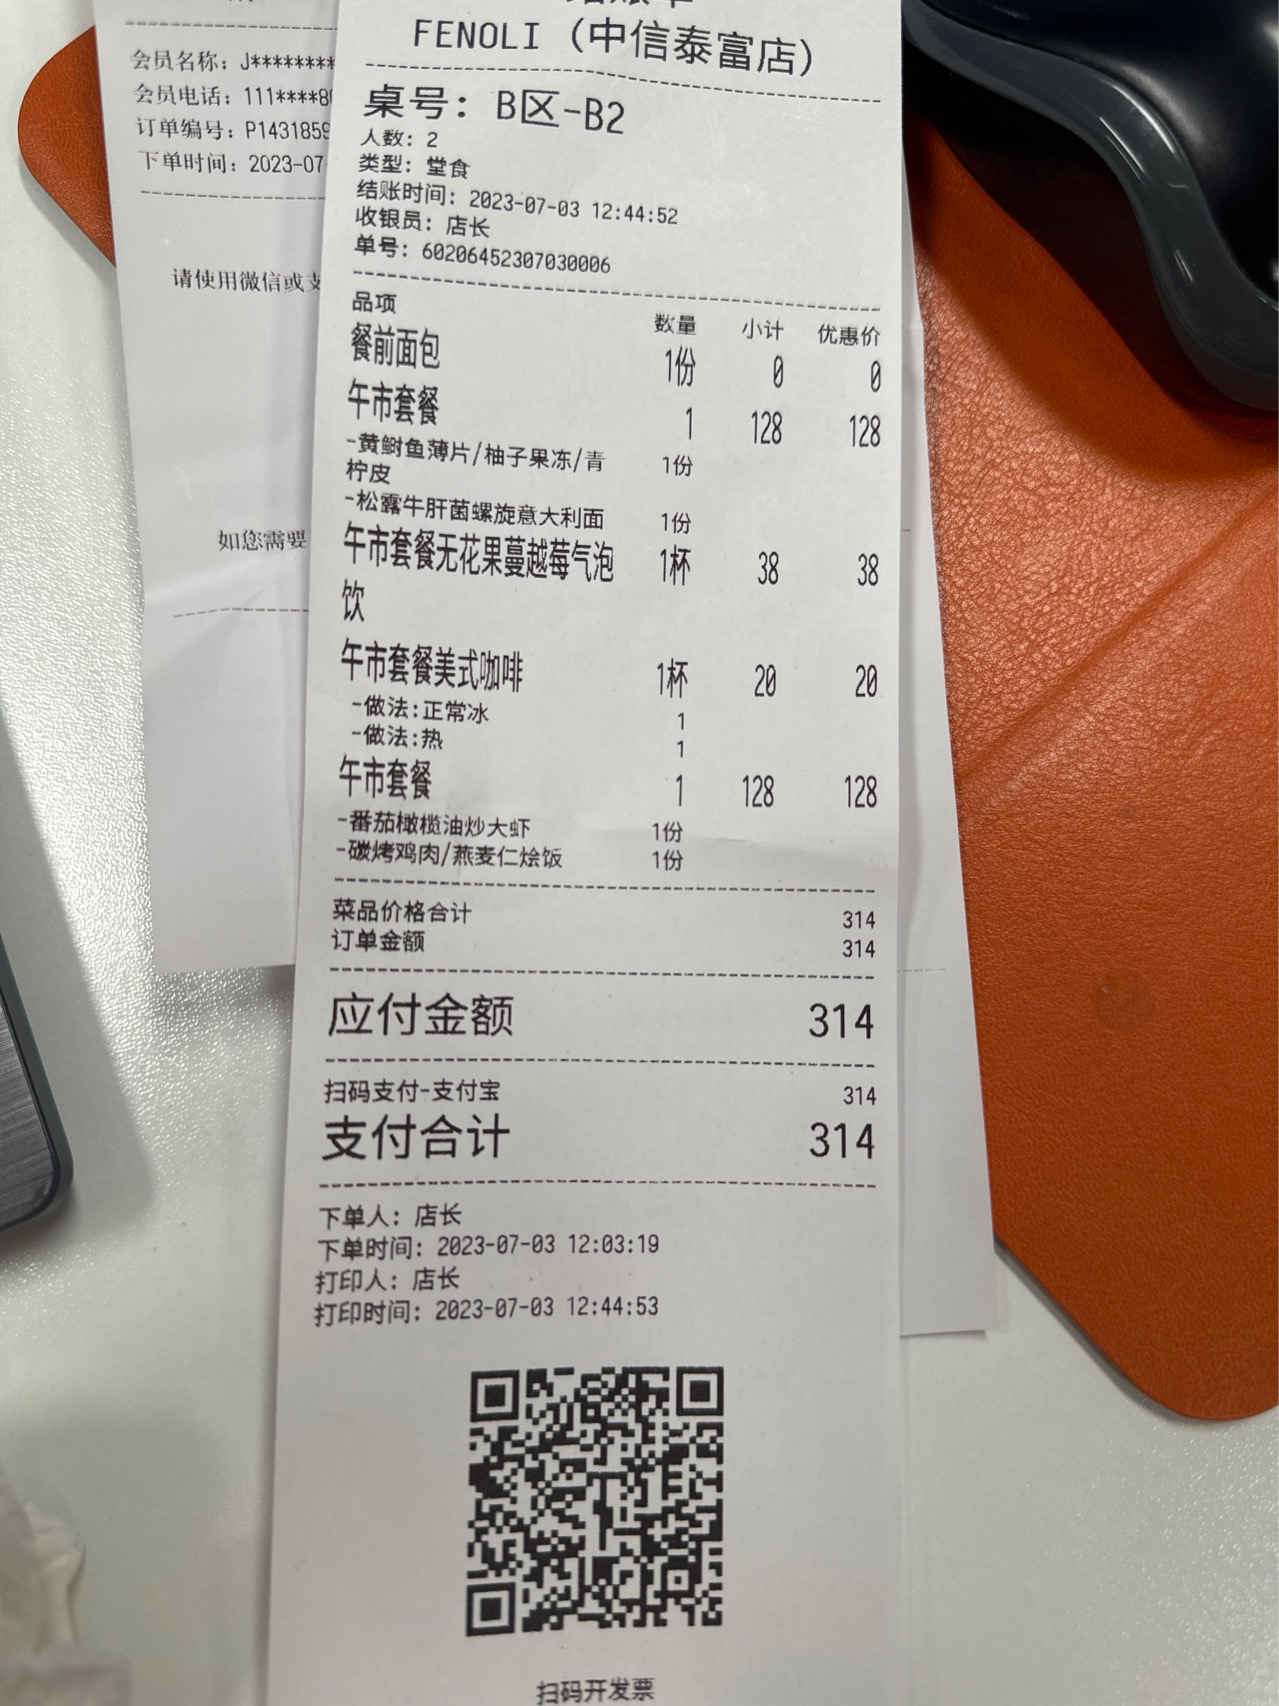 会员名称: J********
会员电话: 111****8
订单编号: P1431859
下单时间: 2023-07
请使用微信或支
如您需要
FENOLI (中信泰富店)
桌号: B区-B2
人数: 2
类型: 堂食
结账时间: 2023-07-03 12:44:52
收银员: 店长
单号: 60206452307030006
品项 数量 小计 优惠价
餐前面包 1份 0 0
午市套餐 1 128 128
-黄鲥鱼薄片/柚子果冻/青 1份
柠皮
-松露牛肝菌螺旋意大利面 1份
午市套餐无花果蔓越莓气泡 1杯 38 38
饮
午市套餐美式咖啡 1杯 20 20
-做法:正常冰 1
-做法:热 1
午市套餐 1 128 128
-番茄橄榄油炒大虾 1份
-碳烤鸡肉/燕麦仁烩饭 1份
菜品价格合计 314
订单金额 314
应付金额 314
扫码支付-支付宝 314
支付合计 314
下单人: 店长
下单时间: 2023-07-03 12:03:19
打印人: 店长
打印时间: 2023-07-03 12:44:53
扫码开发票